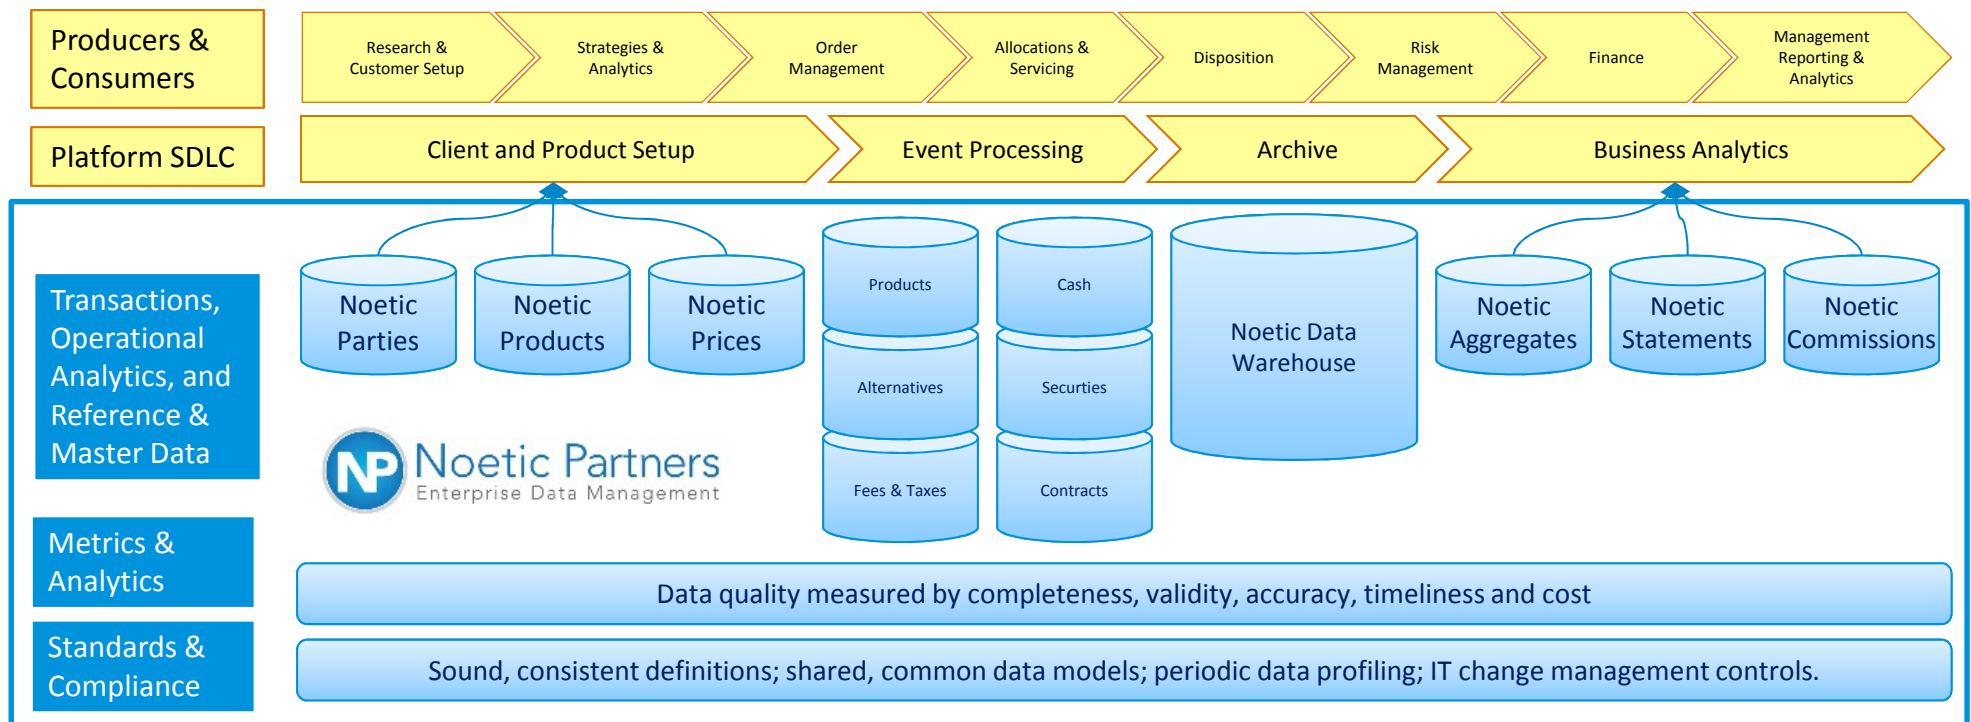 Producers &
Consumers
Research &
Customer Setup
Strategies &
Analytics
Order
Management
Allocations &
Servicing
Disposition
Risk
Management
Finance
Management
Reporting &
Analytics
Platform SDLC
Client and Product Setup
Event Processing
Archive
Business Analytics
Transactions,
Operational
Analytics, and
Reference &
Master Data
Noetic
Parties
Noetic
Products
Noetic
Prices
Products
Cash
Alternatives
Securties
Fees & Taxes
Contracts
Noetic Data
Warehouse
Noetic
Aggregates
Noetic
Statements
Noetic
Commissions
NP
Noetic Partners
Enterprise Data Management
Metrics &
Analytics
Data quality measured by completeness, validity, accuracy, timeliness and cost
Standards &
Compliance
Sound, consistent definitions; shared, common data models; periodic data profiling; IT change management controls.